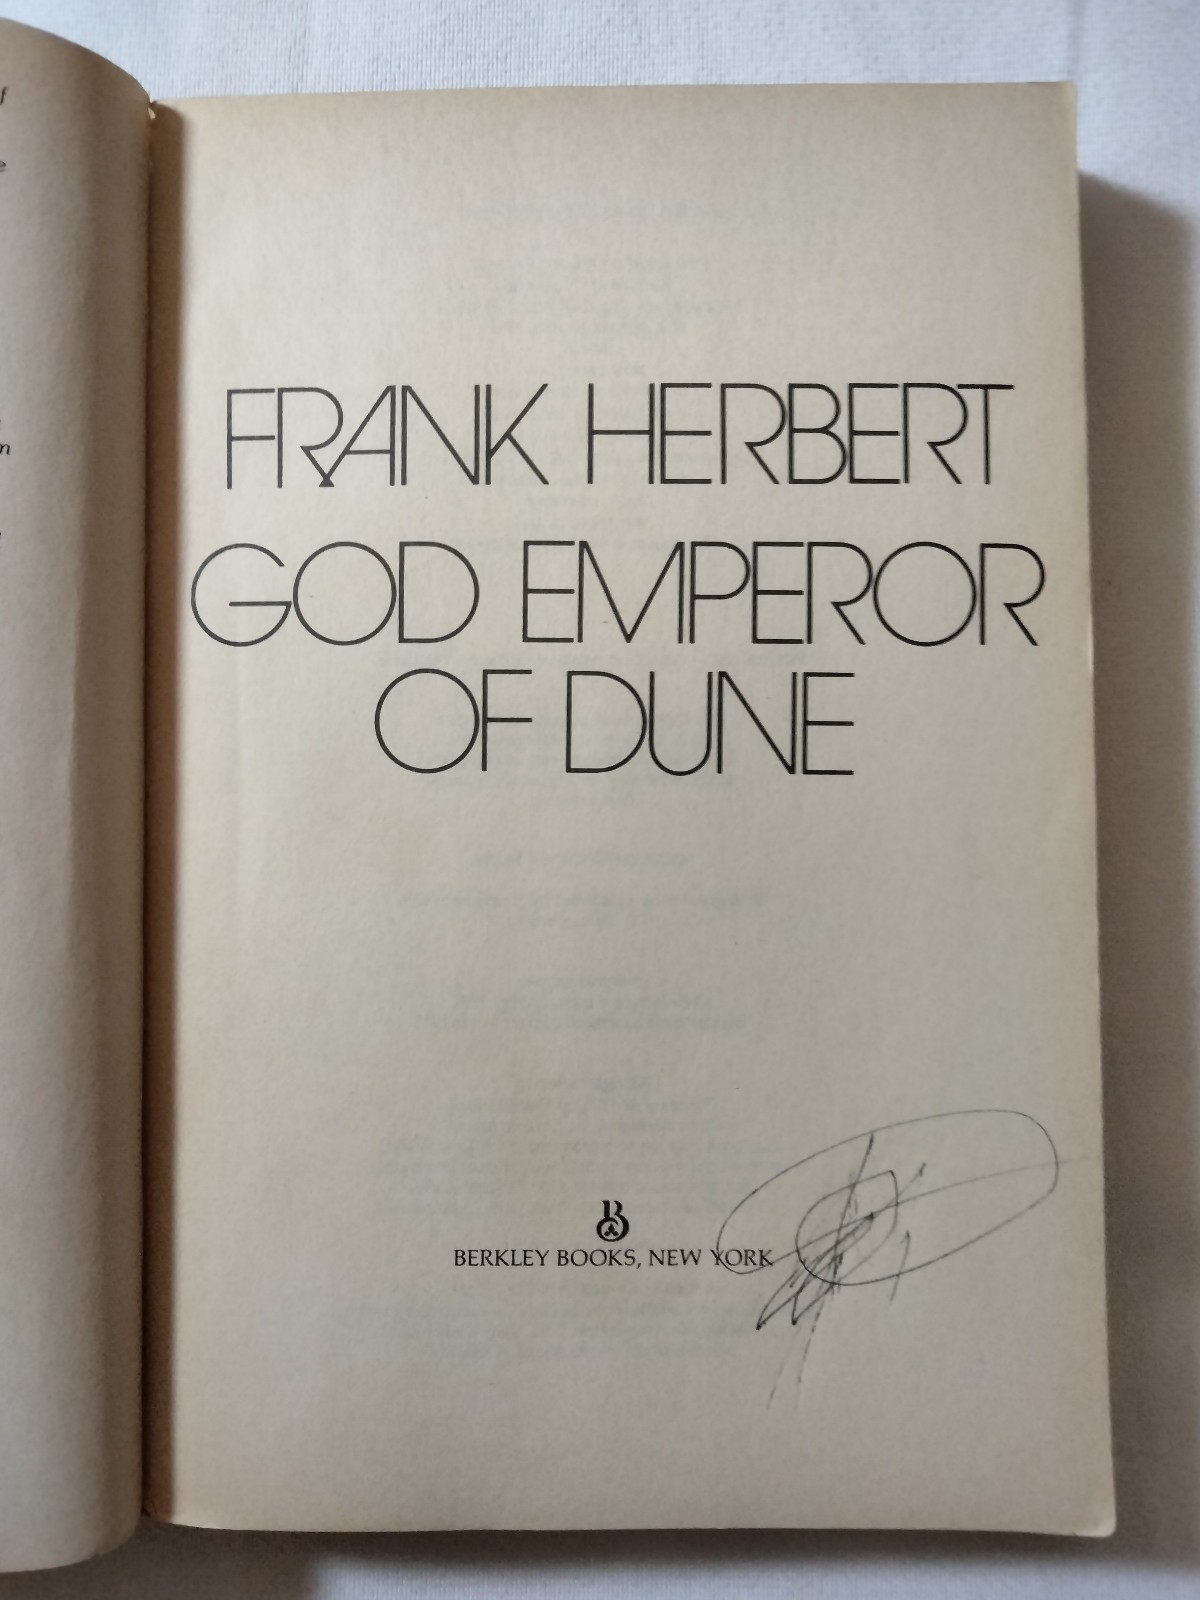 FRANK HERBERT
GOD EMPEROR
OF DUNE
B
BERKLEY BOOKS, NEW YORK